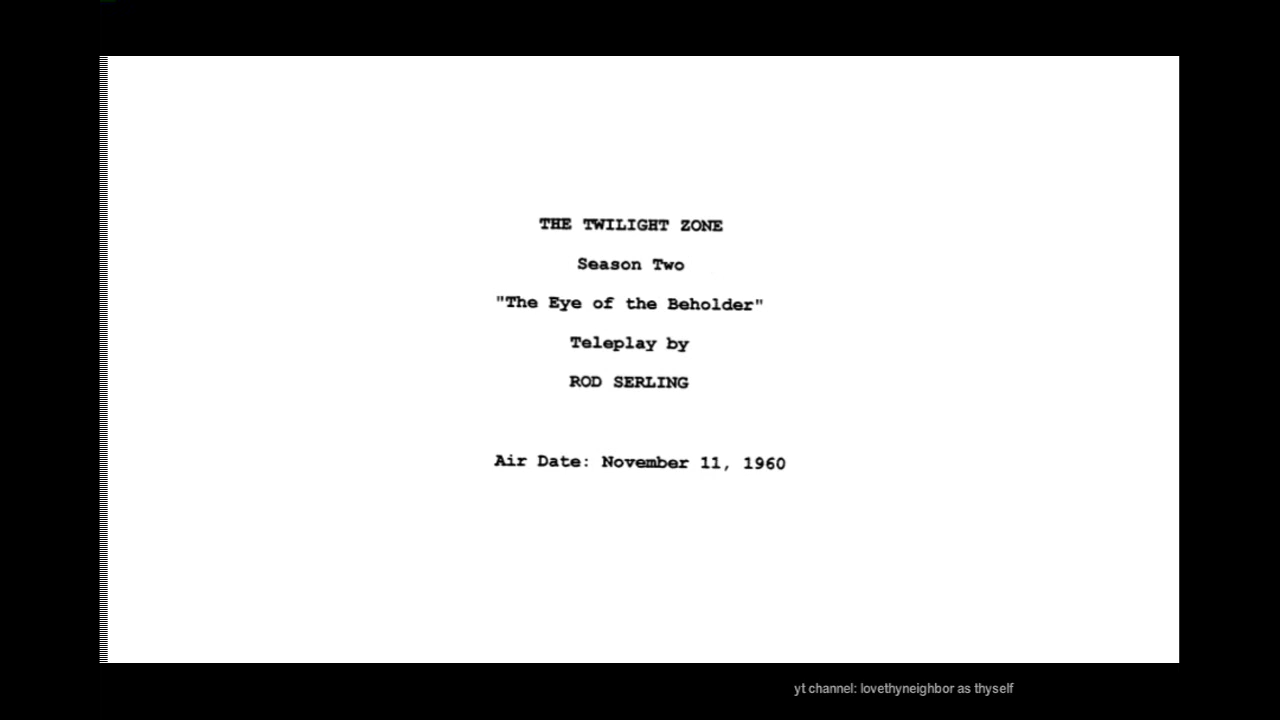 THE TWILIGHT ZONE
Season Two
"The Eye of the Beholder"
Teleplay by
ROD SERLING
Air Date: November 11, 1960
yt channel: lovethyneighbor as thyself